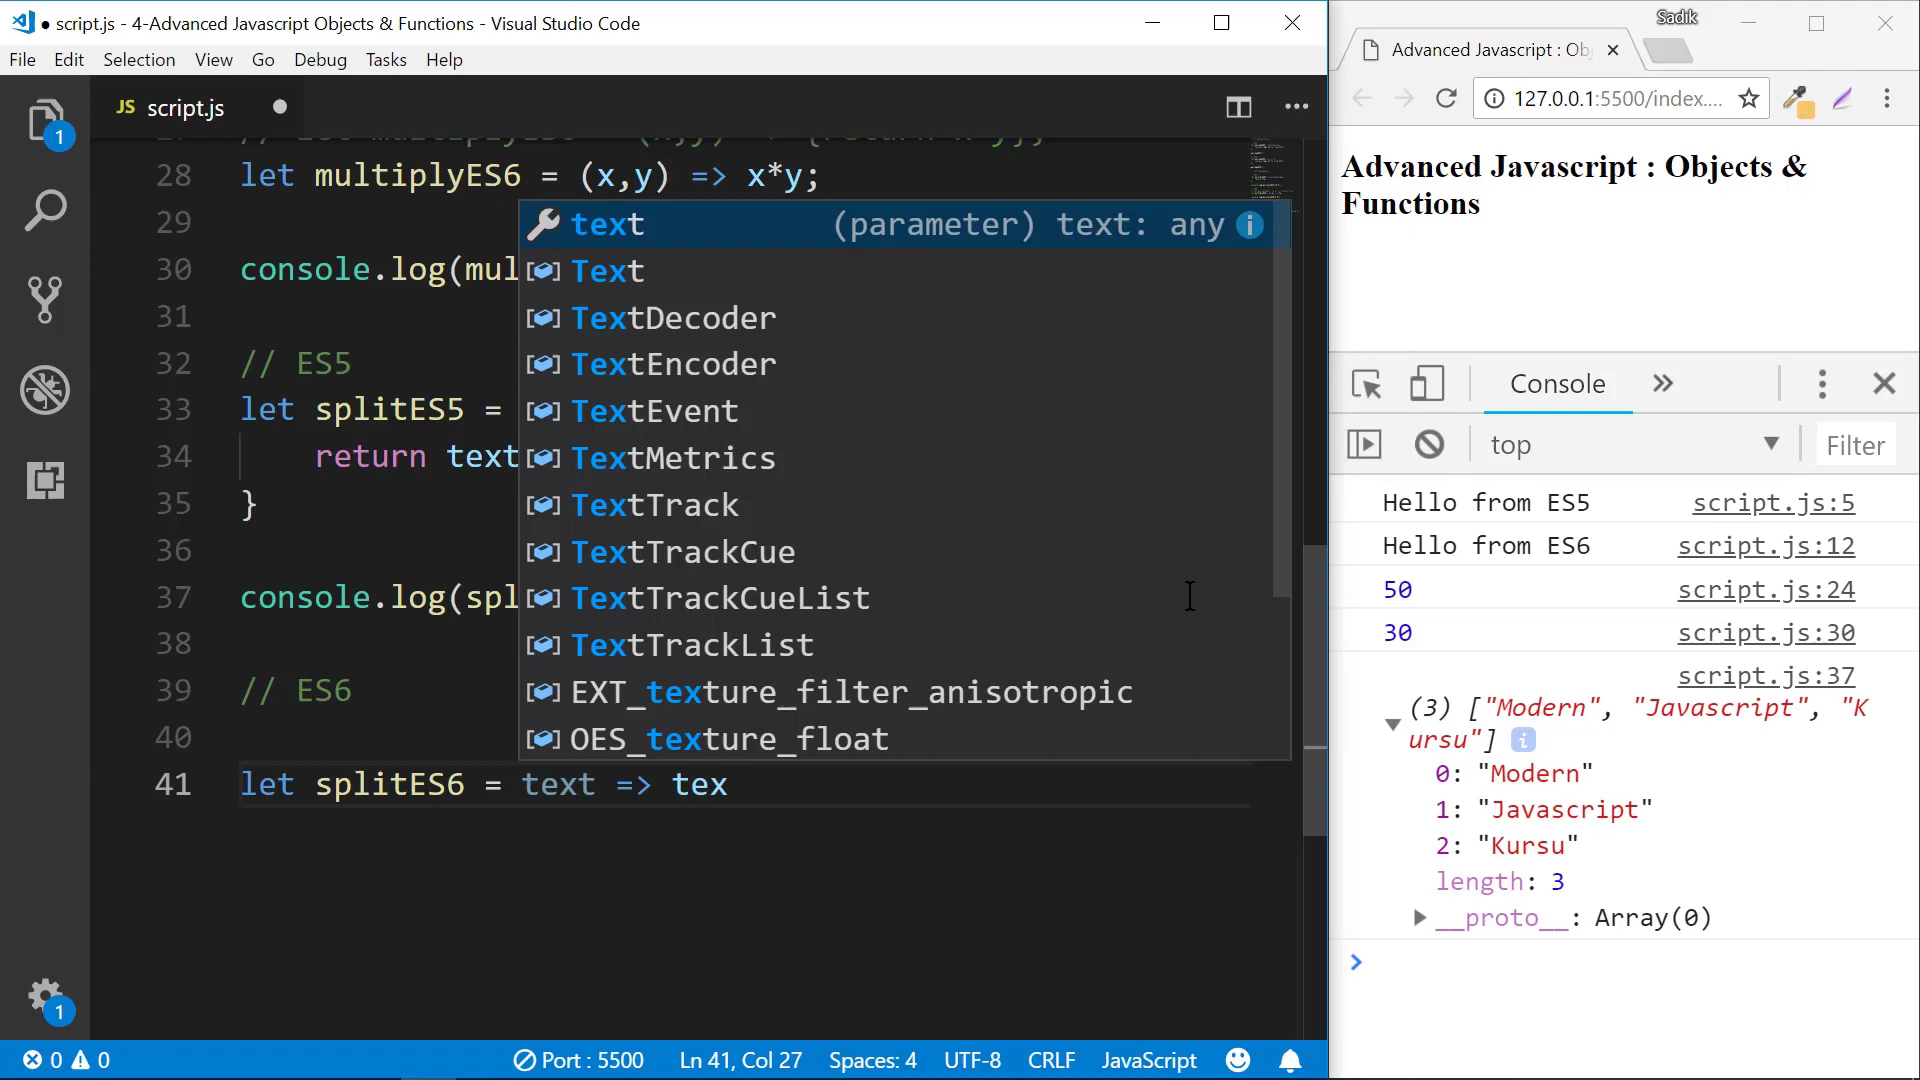 script.js - 4-Advanced Javascript Objects & Functions - Visual Studio Code
File Edit Selection View Go Debug Tasks Help
JS script.js
28 let multiplyES6 = (x,y) => x*y;
29
30 console.log(mul
31
32 // ES5
33 let splitES5 =
34 return text
35 }
36
37 console.log(spl
38
39 // ES6
40
41 let splitES6 = text => tex
text (parameter) text: any
Text
TextDecoder
TextEncoder
TextEvent
TextMetrics
TextTrack
TextTrackCue
TextTrackCueList
TextTrackList
EXT_texture_filter_anisotropic
OES_texture_float
1
1
0 0 Port : 5500 Ln 41, Col 27 Spaces: 4 UTF-8 CRLF JavaScript
Sadık
Advanced Javascript : Ob
127.0.0.1:5500/index....
Advanced Javascript : Objects &
Functions
Console
top Filter
Hello from ES5 script.js:5
Hello from ES6 script.js:12
50 script.js:24
30 script.js:30
script.js:37
(3) ["Modern", "Javascript", "K
ursu"]
0: "Modern"
1: "Javascript"
2: "Kursu"
length: 3
__proto__: Array(0)